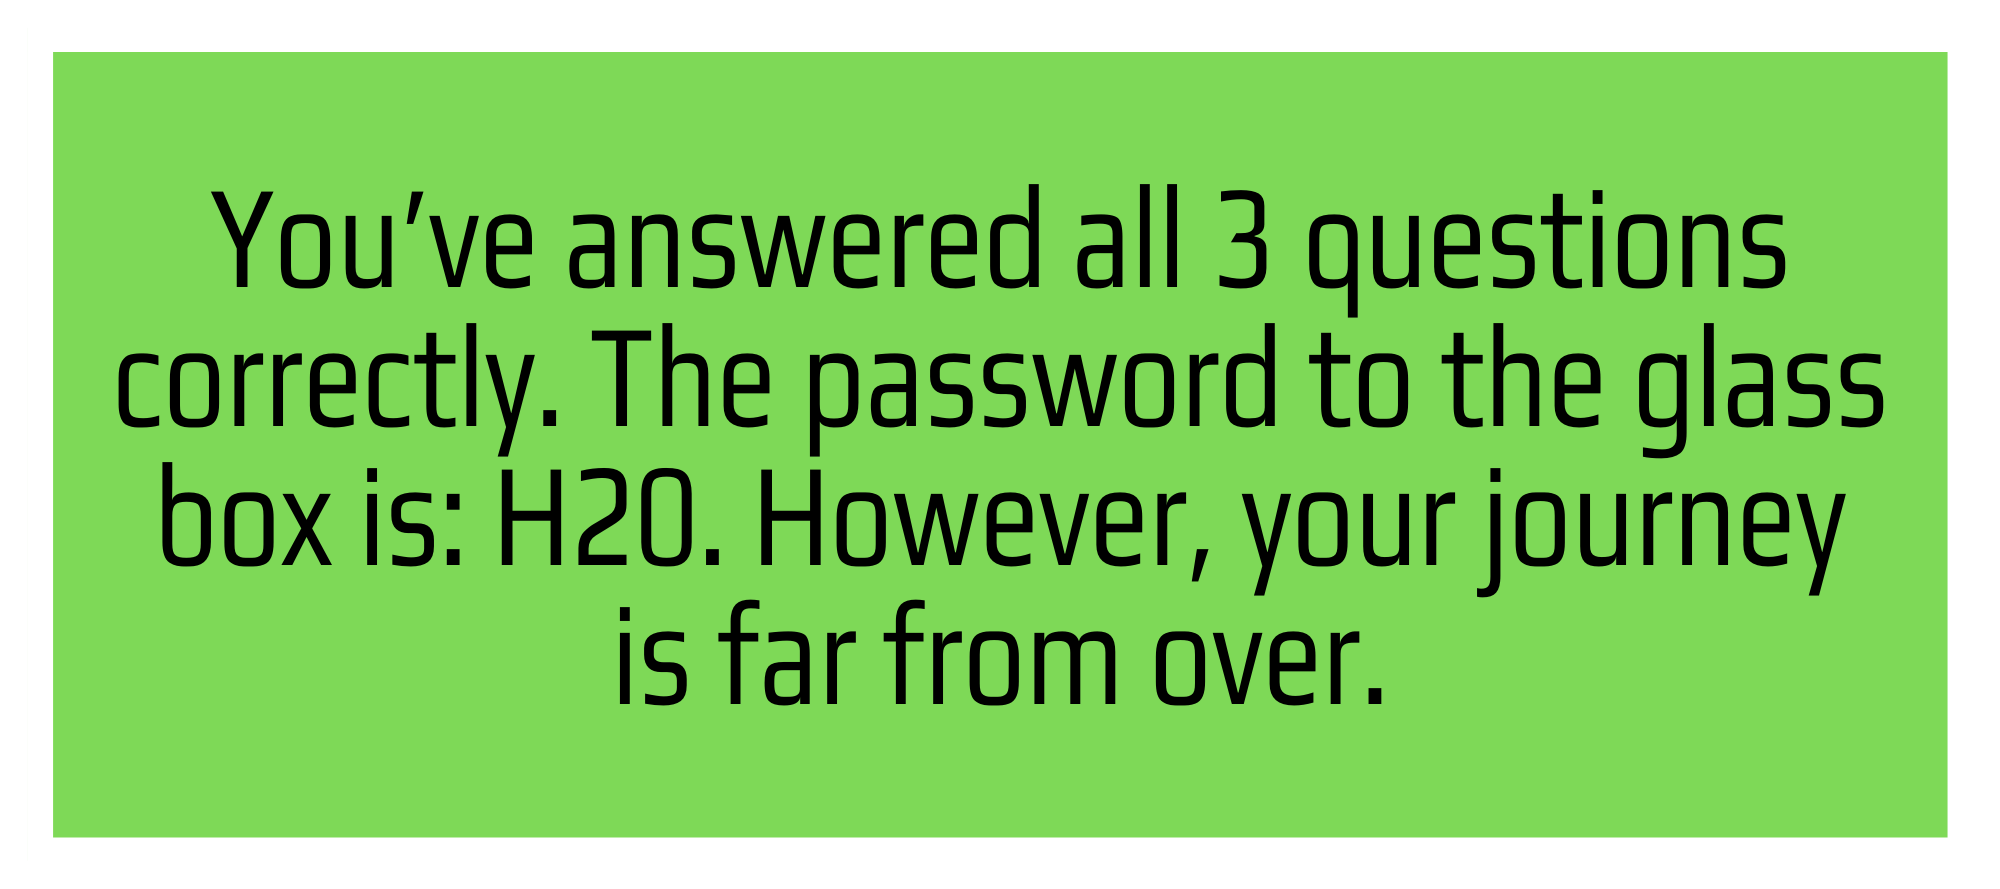 You've answered all 3 questions
correctly. The password to the glass
box is: H20. However, your journey
is far from over.